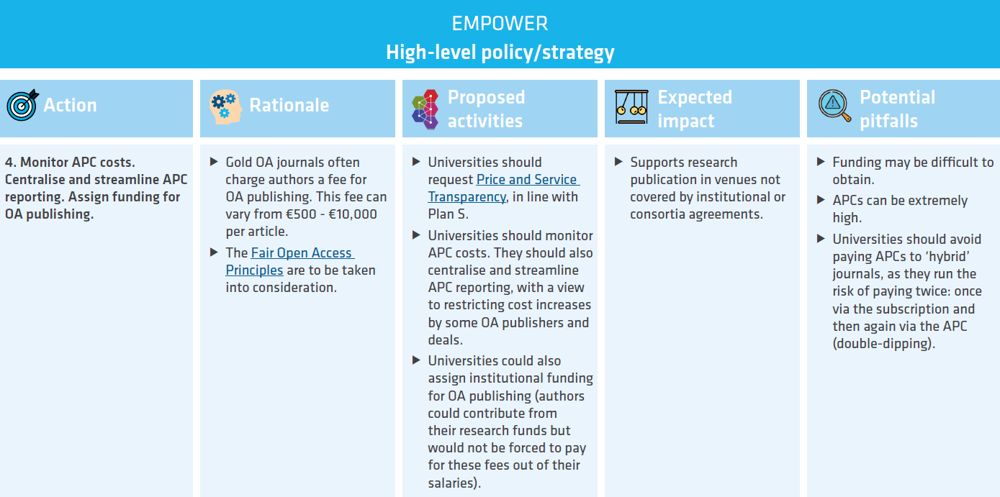 EMPOWER
High-level policy/strategy
Action
Rationale
Proposed
activities
Expected
impact
Potential
pitfalls
4. Monitor APC costs.
Centralise and streamline APC
reporting. Assign funding for
OA publishing.
▶ Gold OA journals often
charge authors a fee for
OA publishing. This fee can
vary from €500 - €10,000
per article.
▶ The Fair Open Access
Principles are to be taken
into consideration.
▶ Universities should
request Price and Service
Transparency, in line with
Plan S.
▶ Universities should monitor
APC costs. They should also
centralise and streamline
APC reporting, with a view
to restricting cost increases
by some OA publishers and
deals.
▶ Universities could also
assign institutional funding
for OA publishing (authors
could contribute from
their research funds but
would not be forced to pay
for these fees out of their
salaries).
▶ Supports research
publication in venues not
covered by institutional or
consortia agreements.
▶ Funding may be difficult to
obtain.
▶ APCs can be extremely
high.
▶ Universities should avoid
paying APCs to ‘hybrid’
journals, as they run the
risk of paying twice: once
via the subscription and
then again via the APC
(double-dipping).